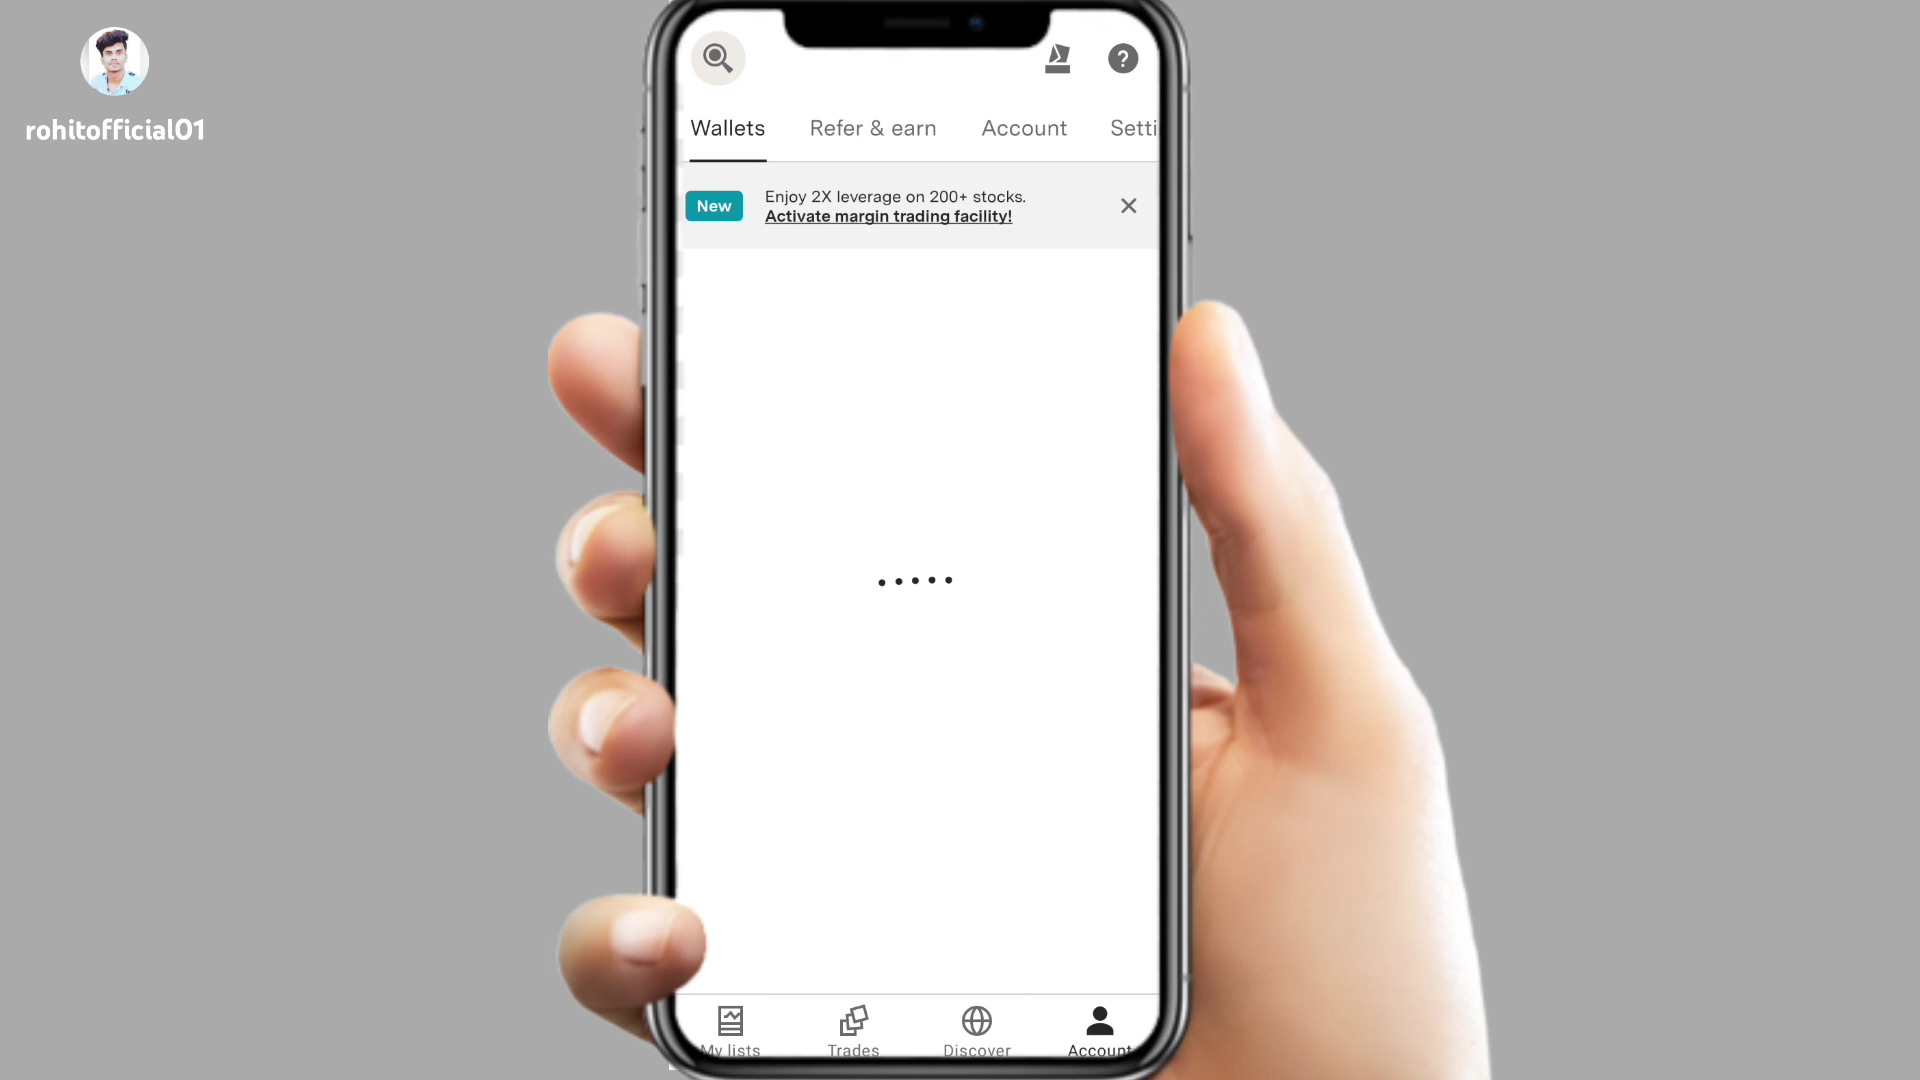 rohitofficial01
?
Wallets Refer & earn Account Setti
New
Enjoy 2X leverage on 200+ stocks.
Activate margin trading facility!
My lists Trades Discover Account